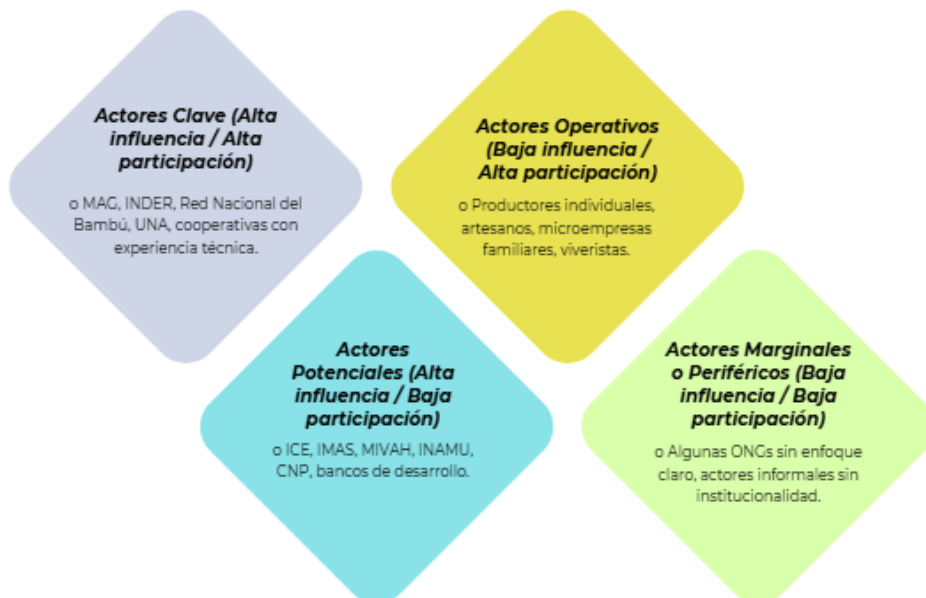 Actores Clave (Alta
influencia / Alta
participación)
o MAG, INDER, Red Nacional del
Bambú, UNA, cooperativas con
experiencia técnica.
Actores Operativos
(Baja influencia /
Alta participación)
o Productores individuales,
artesanos, microempresas
familiares, viveristas.
Actores
Potenciales (Alta
influencia / Baja
participación)
o ICE, IMAS, MIVAH, INAMU,
CNP, bancos de desarrollo.
Actores Marginales
o Periféricos (Baja
influencia / Baja
participación)
o Algunas ONGs sin enfoque
claro, actores informales sin
institucionalidad.